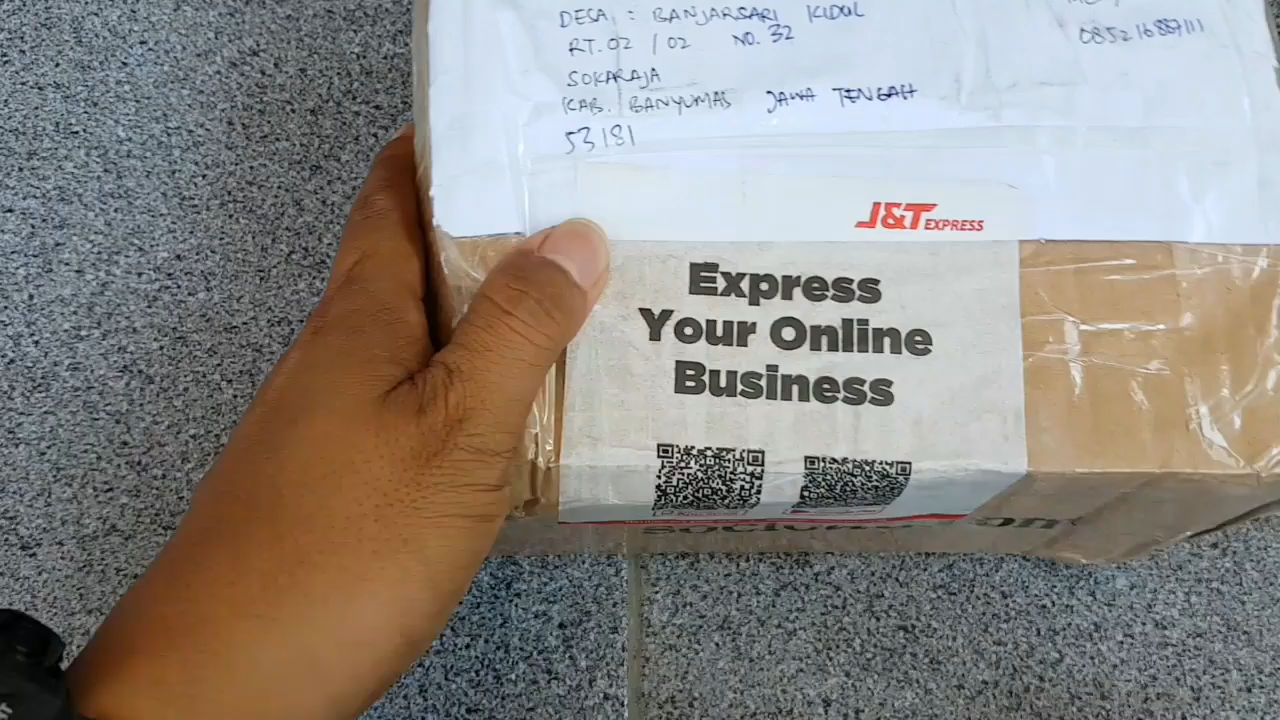 DESA : BANJARSARI KIDUL
RT. 02 / 02 NO. 32
SOKARAJA
KAB. BANYUMAS JAWA TENGAH
53181
J&T EXPRESS
Express
Your Online
Business